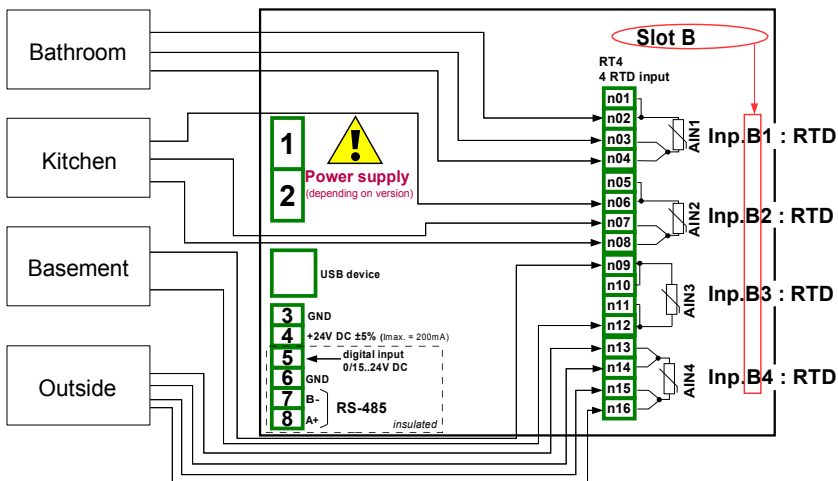 Bathroom
Kitchen
Basement
Outside
1
2
!
Power supply
(depending on version)
USB device
3 GND
4 +24V DC ±5% (Imax. = 200mA)
5 digital input
0/15..24V DC
6 GND
7 B-
8 A+
RS-485
insulated
Slot B
RT4
4 RTD input
n01
n02
n03
n04
n05
n06
n07
n08
n09
n10
n11
n12
n13
n14
n15
n16
AIN1
AIN2
AIN3
AIN4
Inp.B1 : RTD
Inp.B2 : RTD
Inp.B3 : RTD
Inp.B4 : RTD